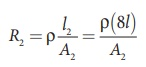 R₂ = ρ l₂/A₂ = ρ(8l)/A₂